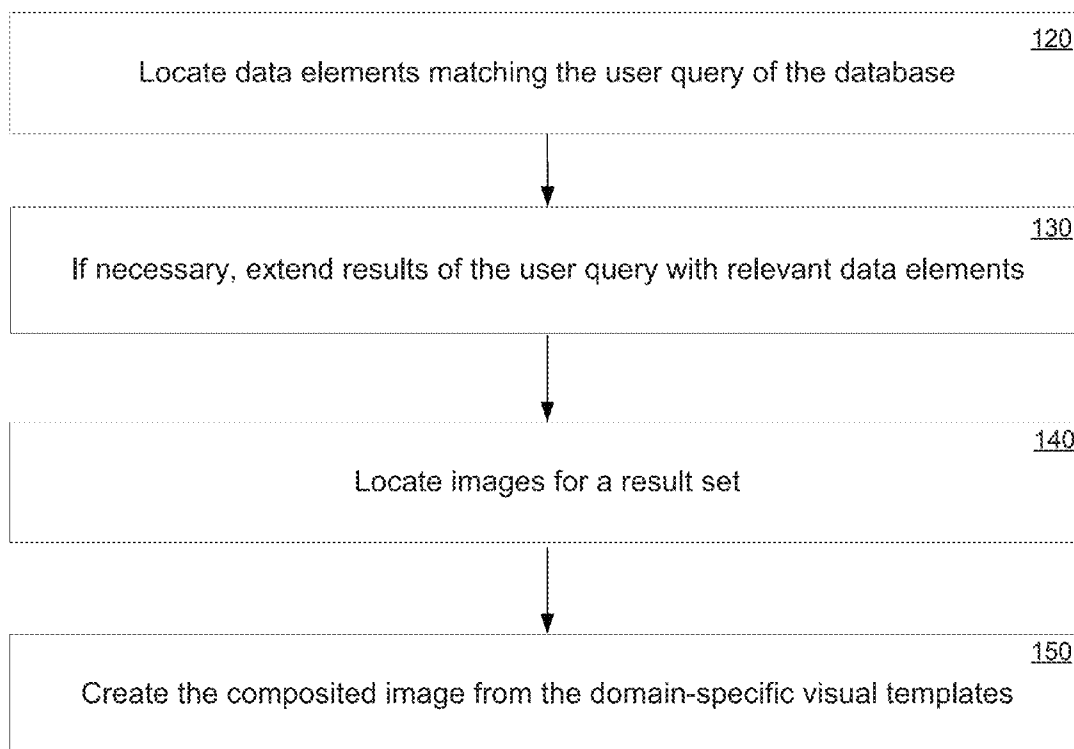 120
Locate data elements matching the user query of the database
130
If necessary, extend results of the user query with relevant data elements
140
Locate images for a result set
150
Create the composited image from the domain-specific visual templates